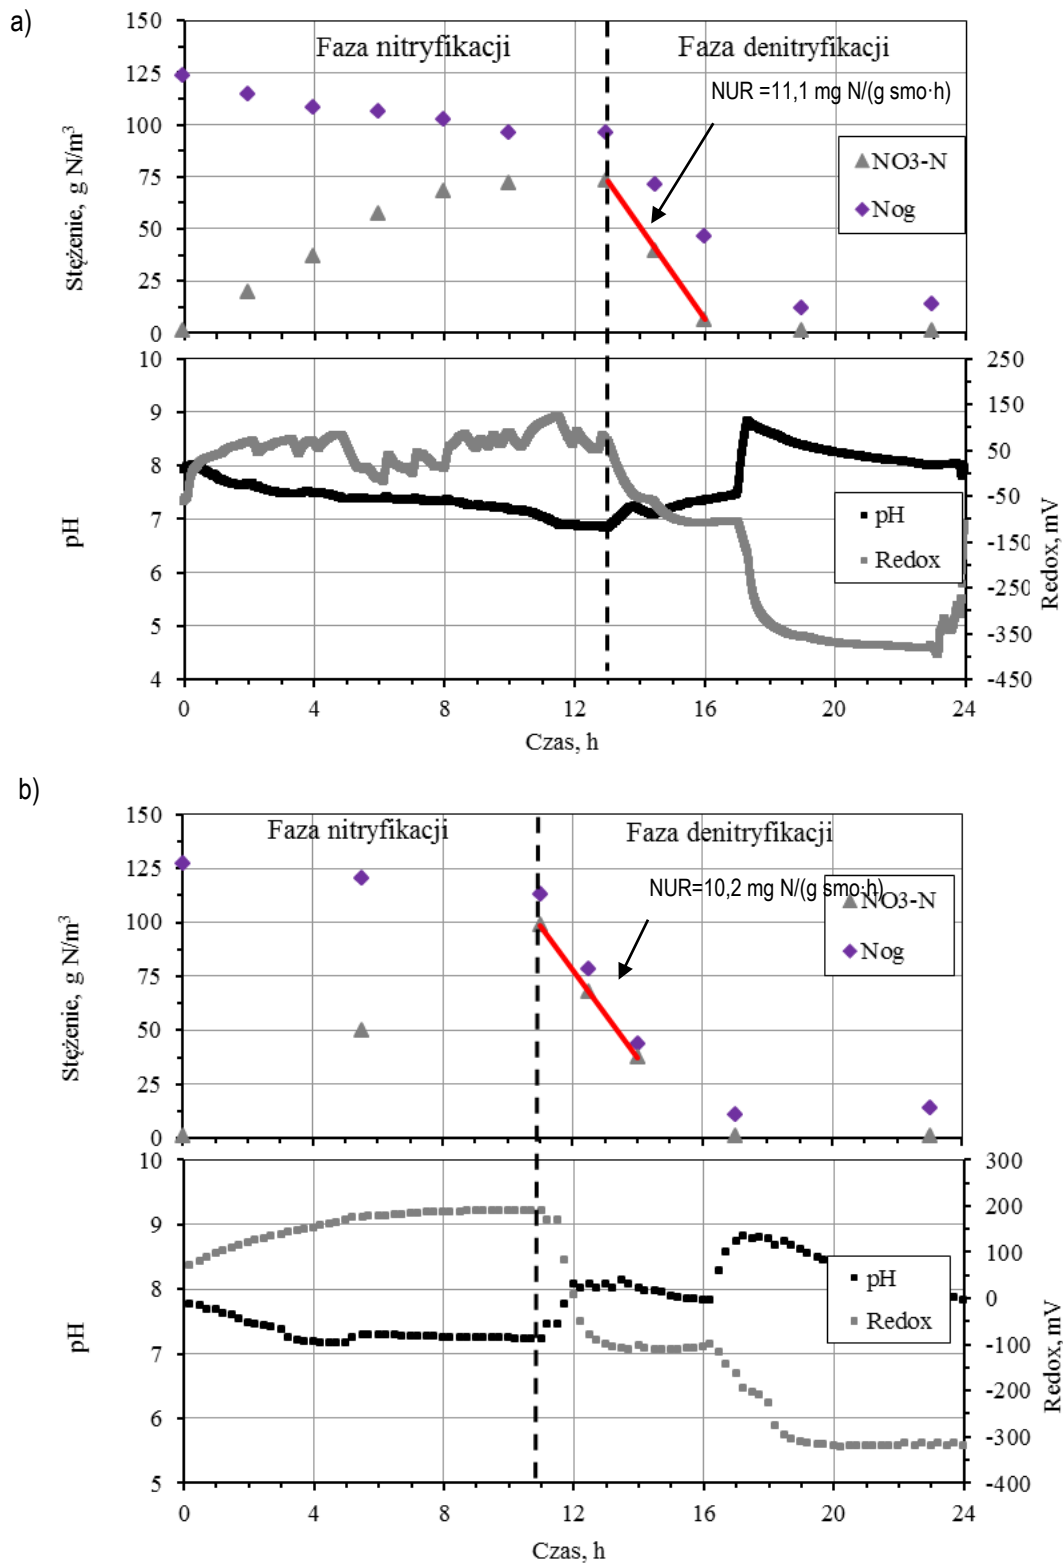 a)
150
125
100
75
50
25
0
Stężenie, g N/m³
Faza nitryfikacji
Faza denitryfikacji
NUR =11,1 mg N/(g smo·h)
NO3-N
Nog
10
9
8
7
6
5
4
pH
250
150
50
-50
-150
-250
-350
-450
Redox, mV
pH
Redox
0 4 8 12 16 20 24
Czas, h
b)
150
125
100
75
50
25
0
Stężenie, g N/m³
Faza nitryfikacji
Faza denitryfikacji
NUR=10,2 mg N/(g smo·h)
NO3-N
Nog
10
9
8
7
6
5
pH
300
200
100
0
-100
-200
-300
-400
Redox, mV
pH
Redox
0 4 8 12 16 20 24
Czas, h